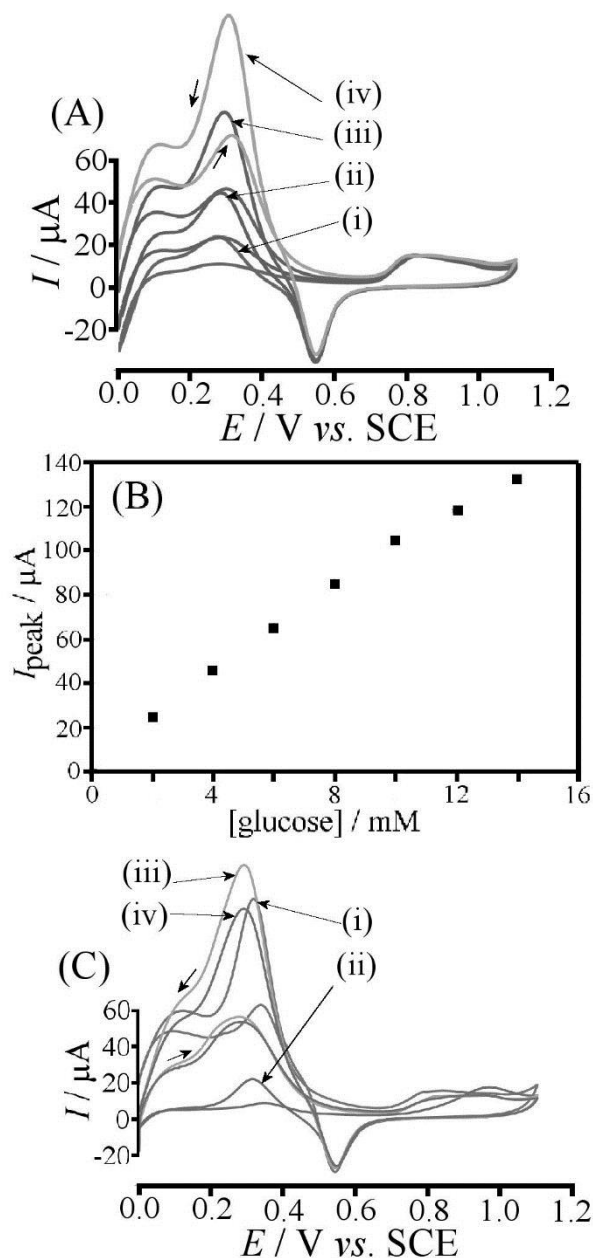 (A)
(iv)
(iii)
(ii)
(i)
60
40
20
0
-20
I / μA
0.0 0.2 0.4 0.6 0.8 1.0 1.2
E / V vs. SCE
(B)
140
120
100
80
60
40
20
0
Ipeak / μA
0 4 8 12 16
[glucose] / mM
(C)
(iii)
(iv)
(i)
(ii)
60
40
20
0
-20
I / μA
0.0 0.2 0.4 0.6 0.8 1.0 1.2
E / V vs. SCE